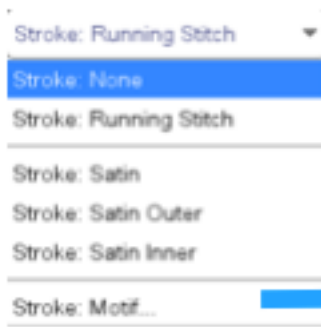 Stroke: Running Stitch
Stroke: None
Stroke: Running Stitch
Stroke: Satin
Stroke: Satin Outer
Stroke: Satin Inner
Stroke: Motif...